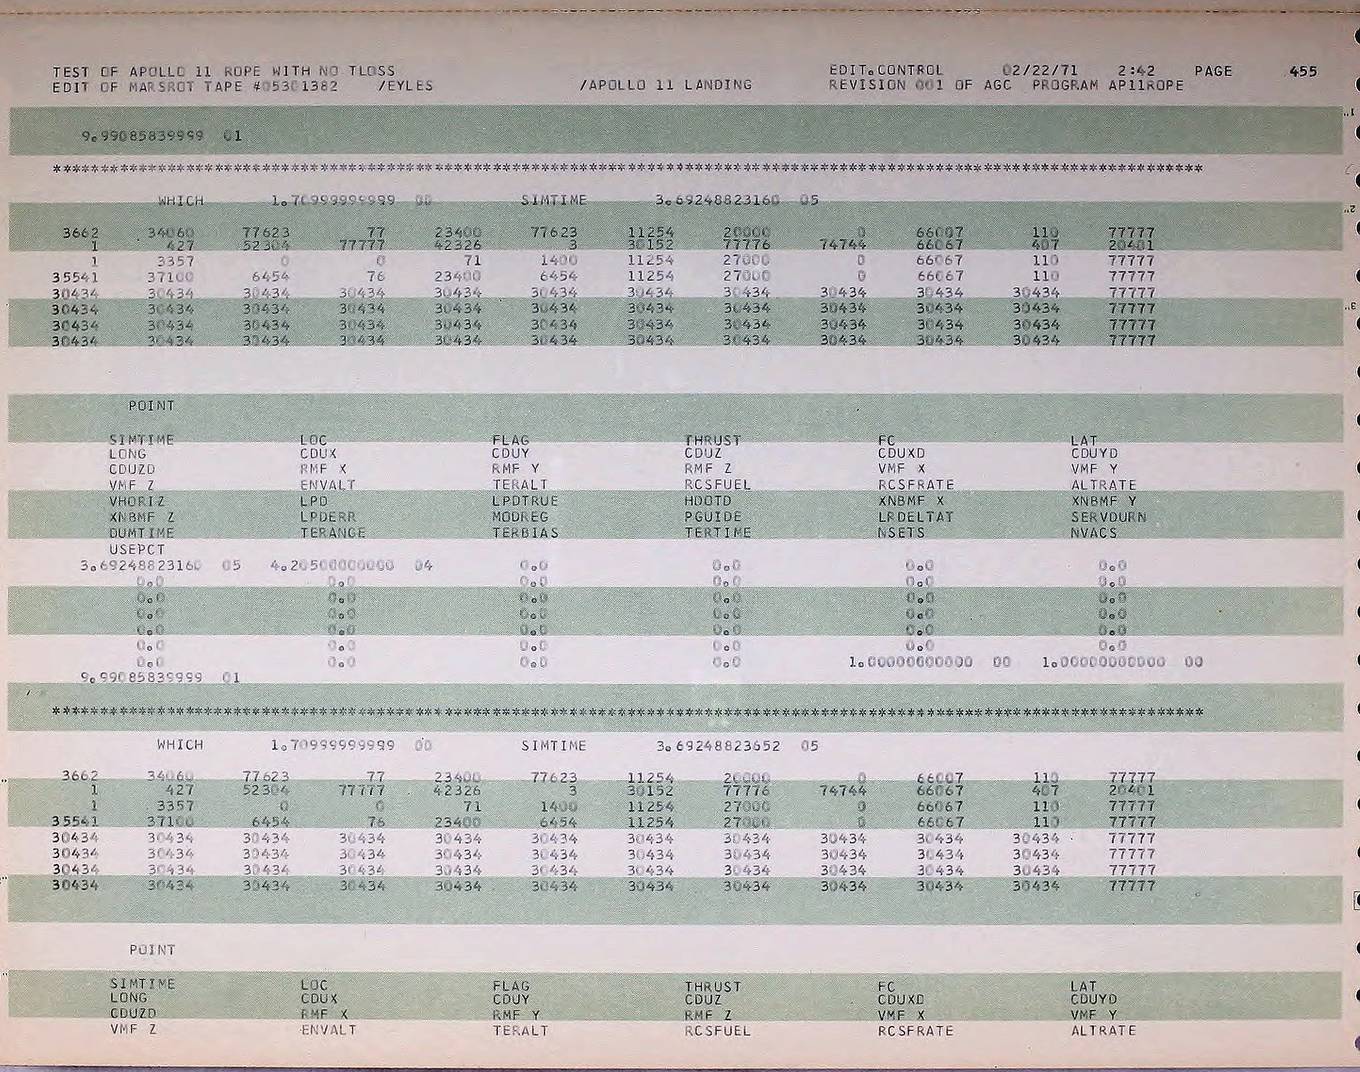 TEST OF APOLLO 11 ROPE WITH NO TLOSS EDIT.CONTROL 02/22/71 2:42 PAGE 455
EDIT OF MARSROT TAPE #05301382 /EYLES /APOLLO 11 LANDING REVISION 001 OF AGC PROGRAM AP11ROPE
9.99085839999 01
************************************************************************************************************************
WHICH 1.70999999999 00 SIMTIME 3.69248823160 05
3662 34060 77623 77 23400 77623 11254 20000 0 66007 110 77777
1 427 52304 77777 42326 3 30152 77776 74744 66067 407 20401
1 3357 0 0 71 1400 11254 27000 0 66067 110 77777
35541 37100 6454 76 23400 6454 11254 27000 0 66067 110 77777
30434 30434 30434 30434 30434 30434 30434 30434 30434 30434 30434 77777
30434 30434 30434 30434 30434 30434 30434 30434 30434 30434 30434 77777
30434 30434 30434 30434 30434 30434 30434 30434 30434 30434 30434 77777
30434 30434 30434 30434 30434 30434 30434 30434 30434 30434 30434 77777
POINT
SIMTIME LOC FLAG THRUST FC LAT
LONG CDUX CDUY CDUZ CDUXD CDUYD
CDUZD RMF X RMF Y RMF Z VMF X VMF Y
VMF Z ENVALT TERALT RCSFUEL RCSFRATE ALTRATE
VHORIZ LPD LPDTRUE HDOTD XNBMF X XNBMF Y
XNBMF Z LPDERR MODREG PGUIDE LRDELTAT SERVDURN
DUMTIME TERANGE TERBIAS TERTIME NSETS NVACS
USEPCT
3.69248823160 05 4.20500000000 04 0.0 0.0 0.0 0.0
0.0 0.0 0.0 0.0 0.0 0.0
0.0 0.0 0.0 0.0 0.0 0.0
0.0 0.0 0.0 0.0 0.0 0.0
0.0 0.0 0.0 0.0 0.0 0.0
0.0 0.0 0.0 0.0 0.0 0.0
0.0 0.0 0.0 0.0 1.00000000000 00 1.00000000000 00
9.99085839999 01
************************************************************************************************************************
WHICH 1.70999999999 00 SIMTIME 3.69248823652 05
3662 34060 77623 77 23400 77623 11254 20000 0 66007 110 77777
1 427 52304 77777 42326 3 30152 77776 74744 66067 407 20401
1 3357 0 0 71 1400 11254 27000 0 66067 110 77777
35541 37100 6454 76 23400 6454 11254 27000 0 66067 110 77777
30434 30434 30434 30434 30434 30434 30434 30434 30434 30434 30434 77777
30434 30434 30434 30434 30434 30434 30434 30434 30434 30434 30434 77777
30434 30434 30434 30434 30434 30434 30434 30434 30434 30434 30434 77777
30434 30434 30434 30434 30434 30434 30434 30434 30434 30434 30434 77777
POINT
SIMTIME LOC FLAG THRUST FC LAT
LONG CDUX CDUY CDUZ CDUXD CDUYD
CDUZD RMF X RMF Y RMF Z VMF X VMF Y
VMF Z ENVALT TERALT RCSFUEL RCSFRATE ALTRATE